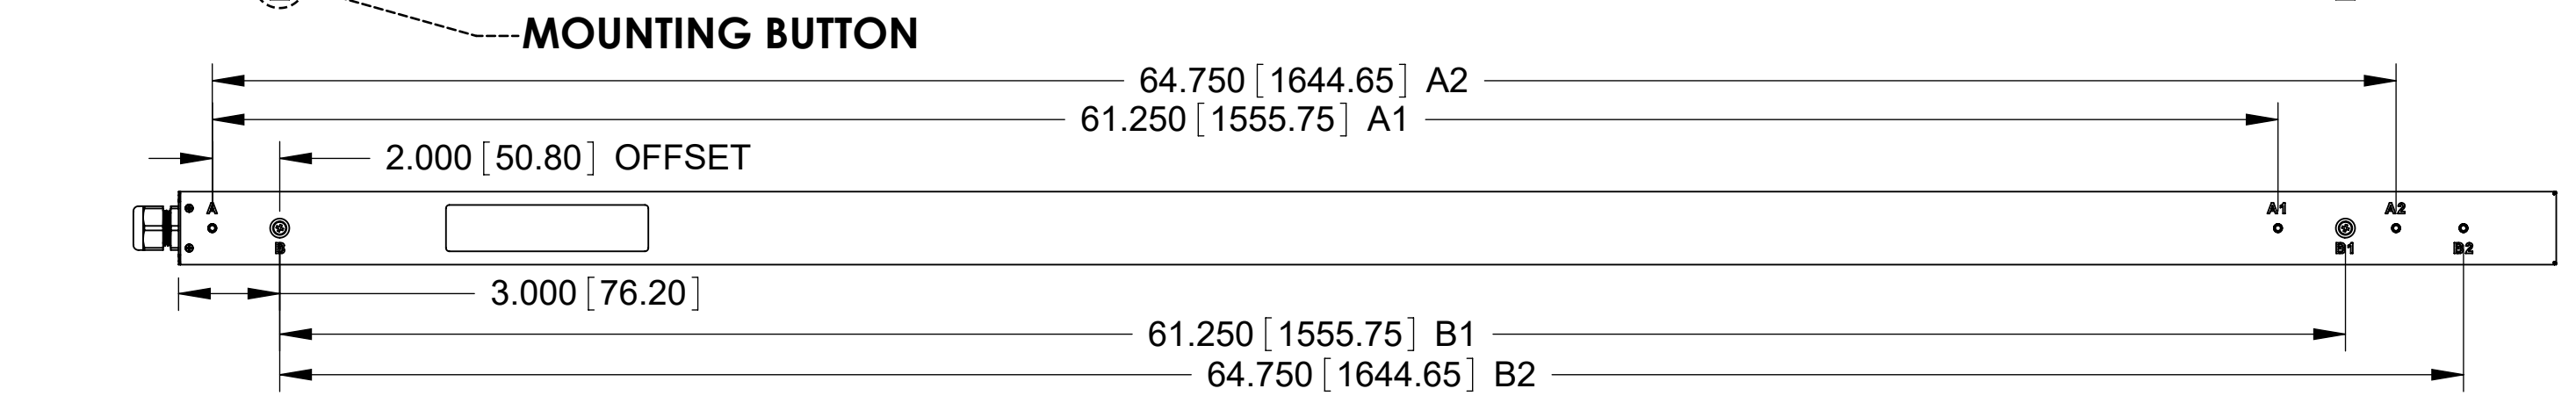 MOUNTING BUTTON
64.750 [1644.65] A2
61.250 [1555.75] A1
2.000 [50.80] OFFSET
A
A1
A2
B
B1
B2
3.000 [76.20]
61.250 [1555.75] B1
64.750 [1644.65] B2